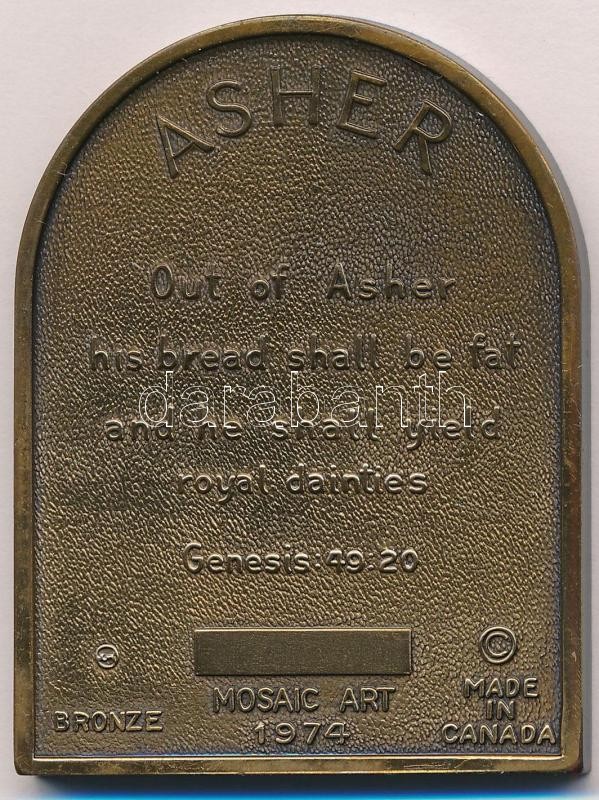 ASHER
Out of Asher
his bread shall be fat
darabanth
and he shall yield
royal dainties
Genesis:49:20
©
MOSAIC ART
1974
BRONZE
MADE
IN
CANADA